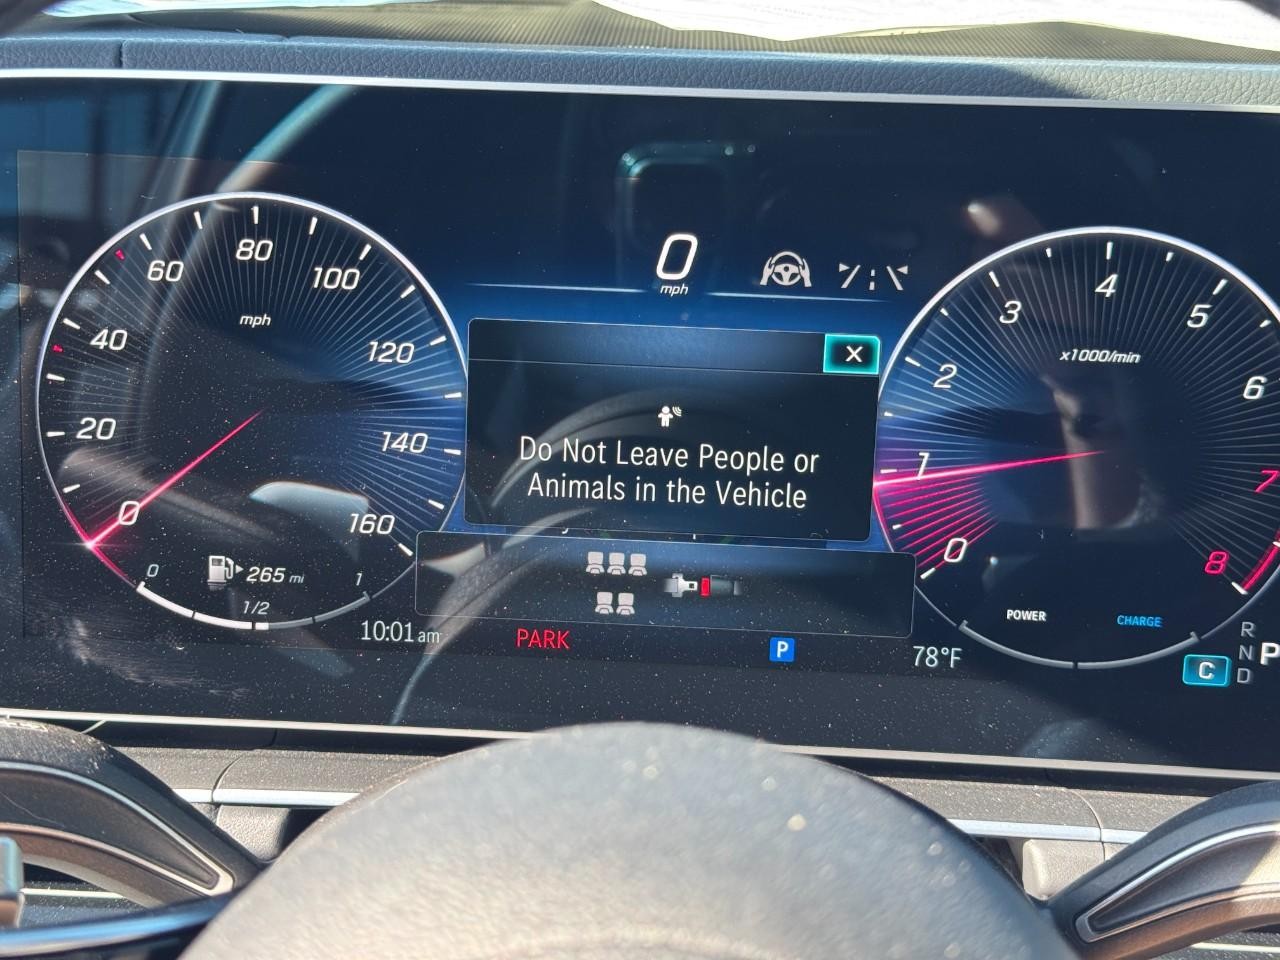 0
mph
20
40
60
80
100
120
140
160
0
mph
0
1/2
1
265 mi
X
Do Not Leave People or
Animals in the Vehicle
0
1
2
3
4
5
6
7
8
x1000/min
POWER
CHARGE
10:01 am
PARK
P
78°F
C
R
N
D
P